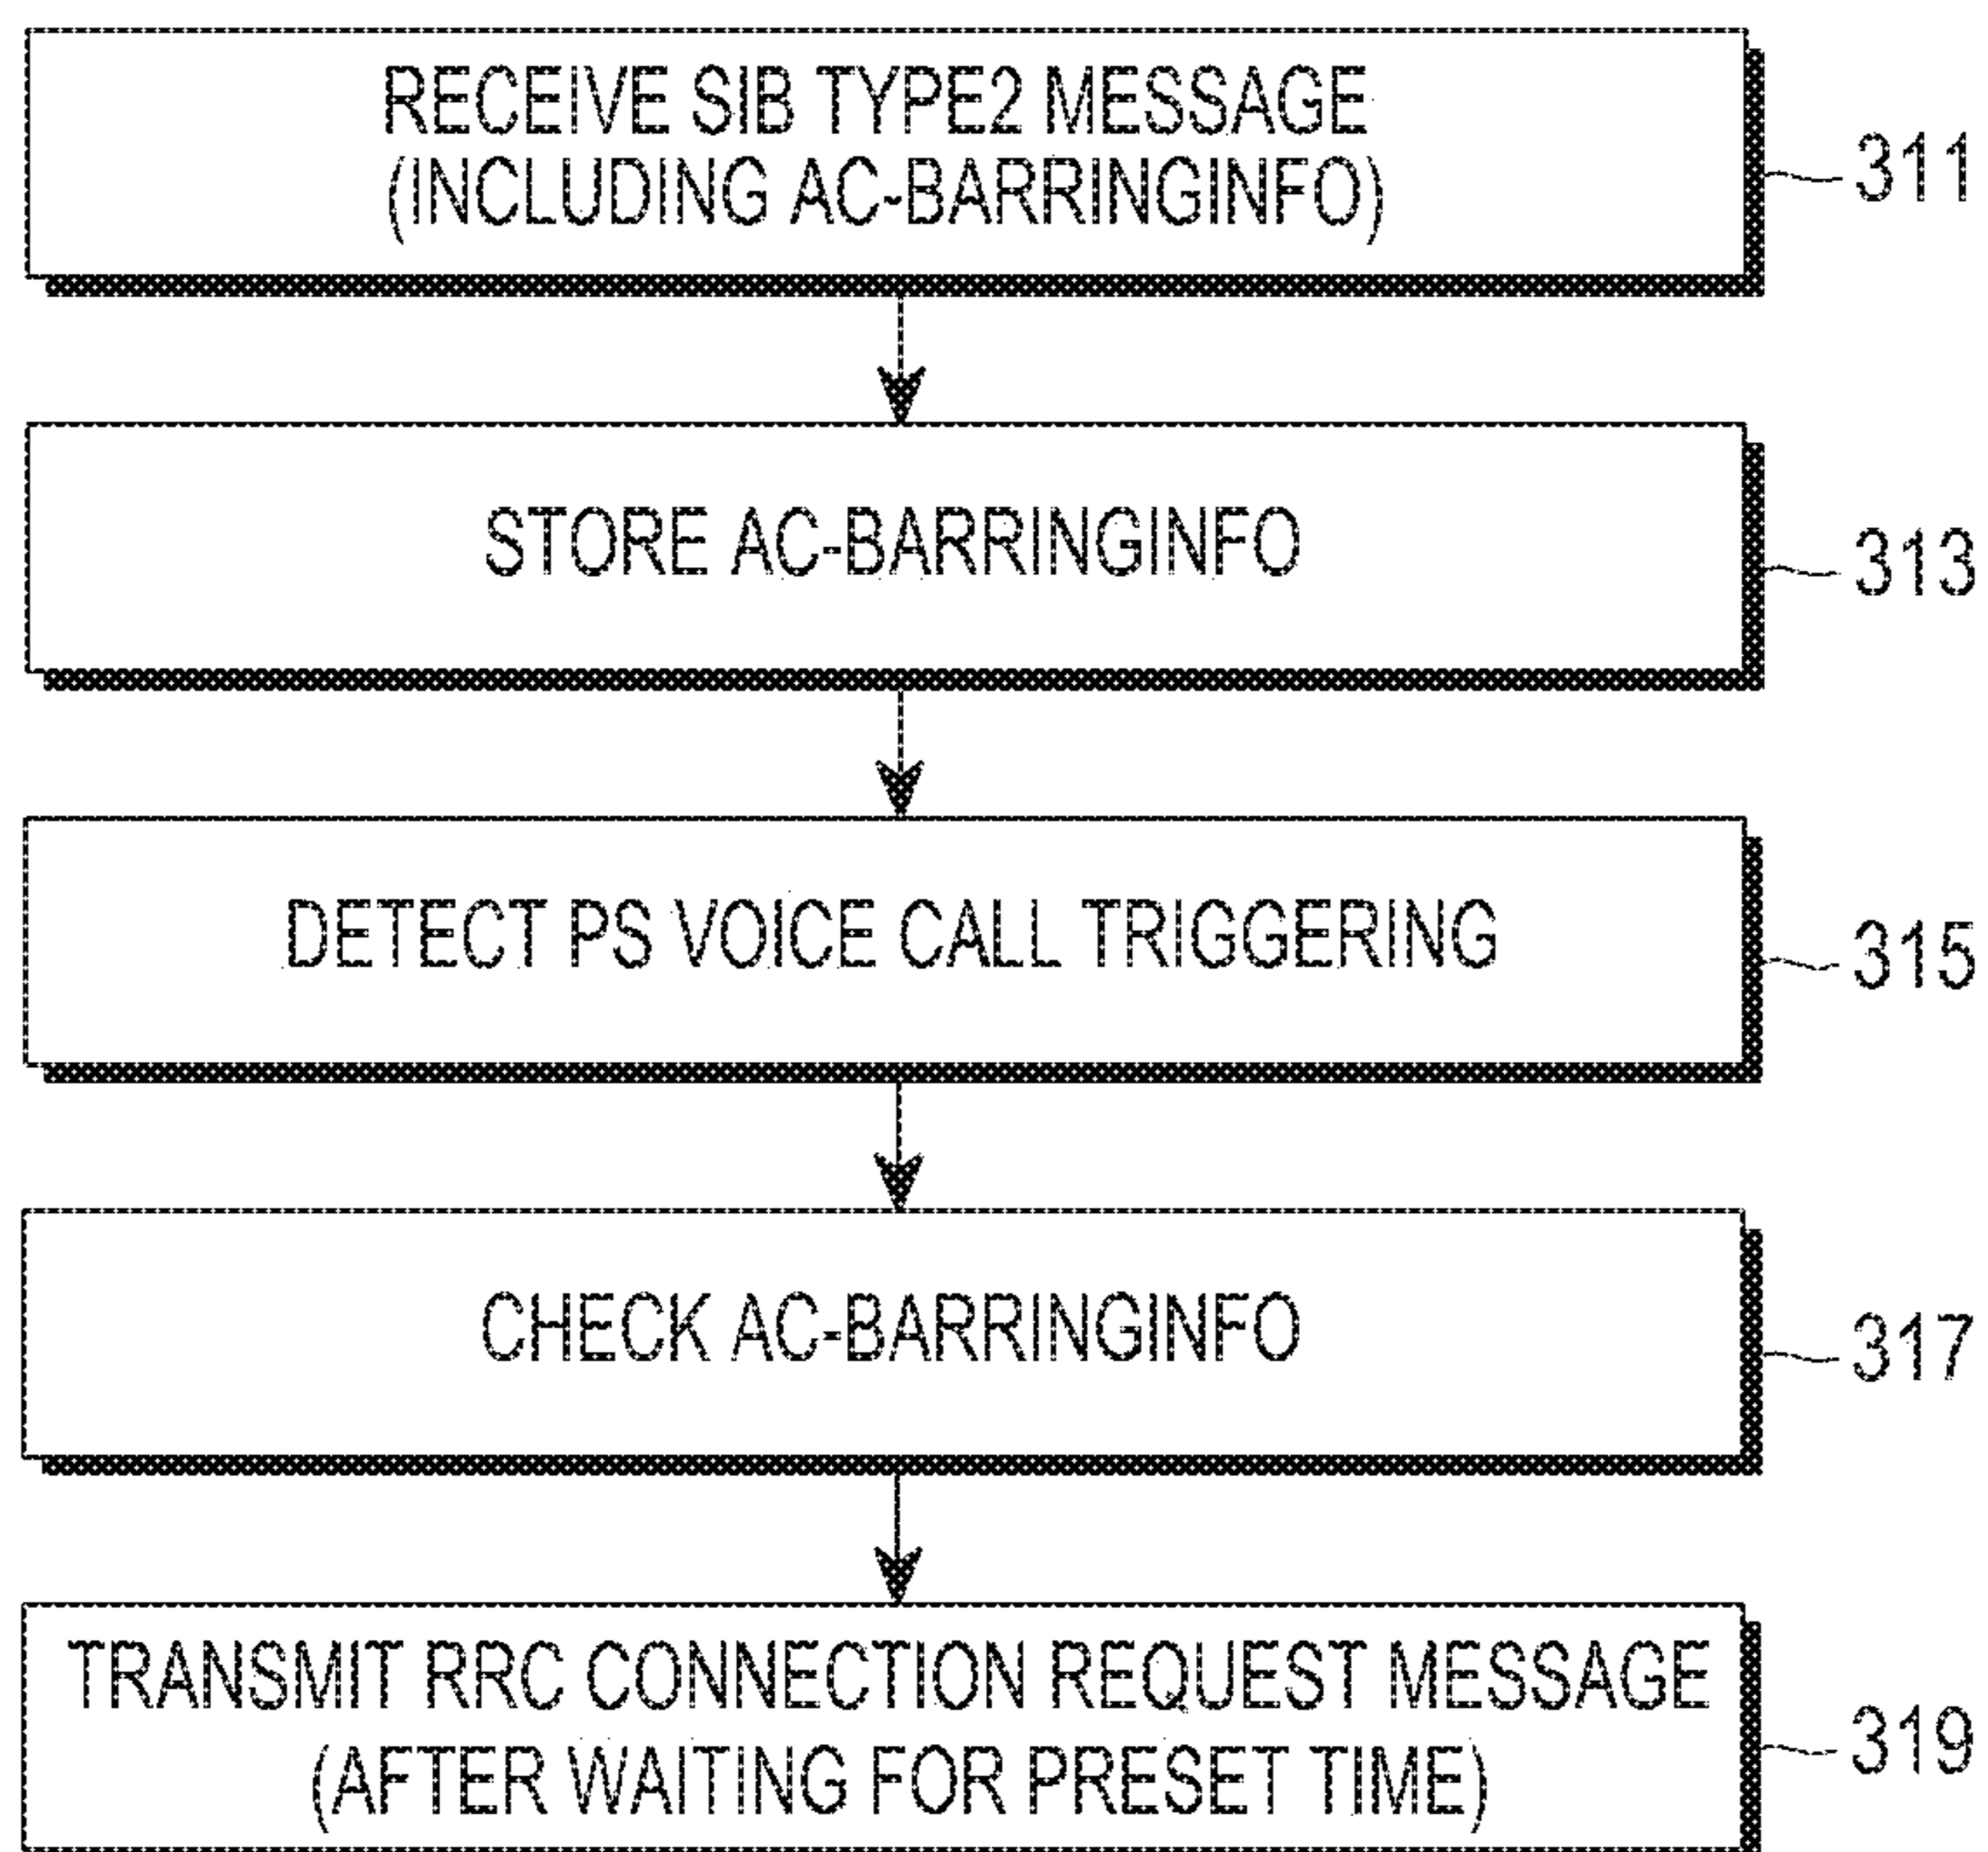 RECEIVE SIB TYPE2 MESSAGE
(INCLUDING AC-BARRINGINFO)
311
STORE AC-BARRINGINFO
313
DETECT PS VOICE CALL TRIGGERING
315
CHECK AC-BARRINGINFO
317
TRANSMIT RRC CONNECTION REQUEST MESSAGE
(AFTER WAITING FOR PRESET TIME)
319